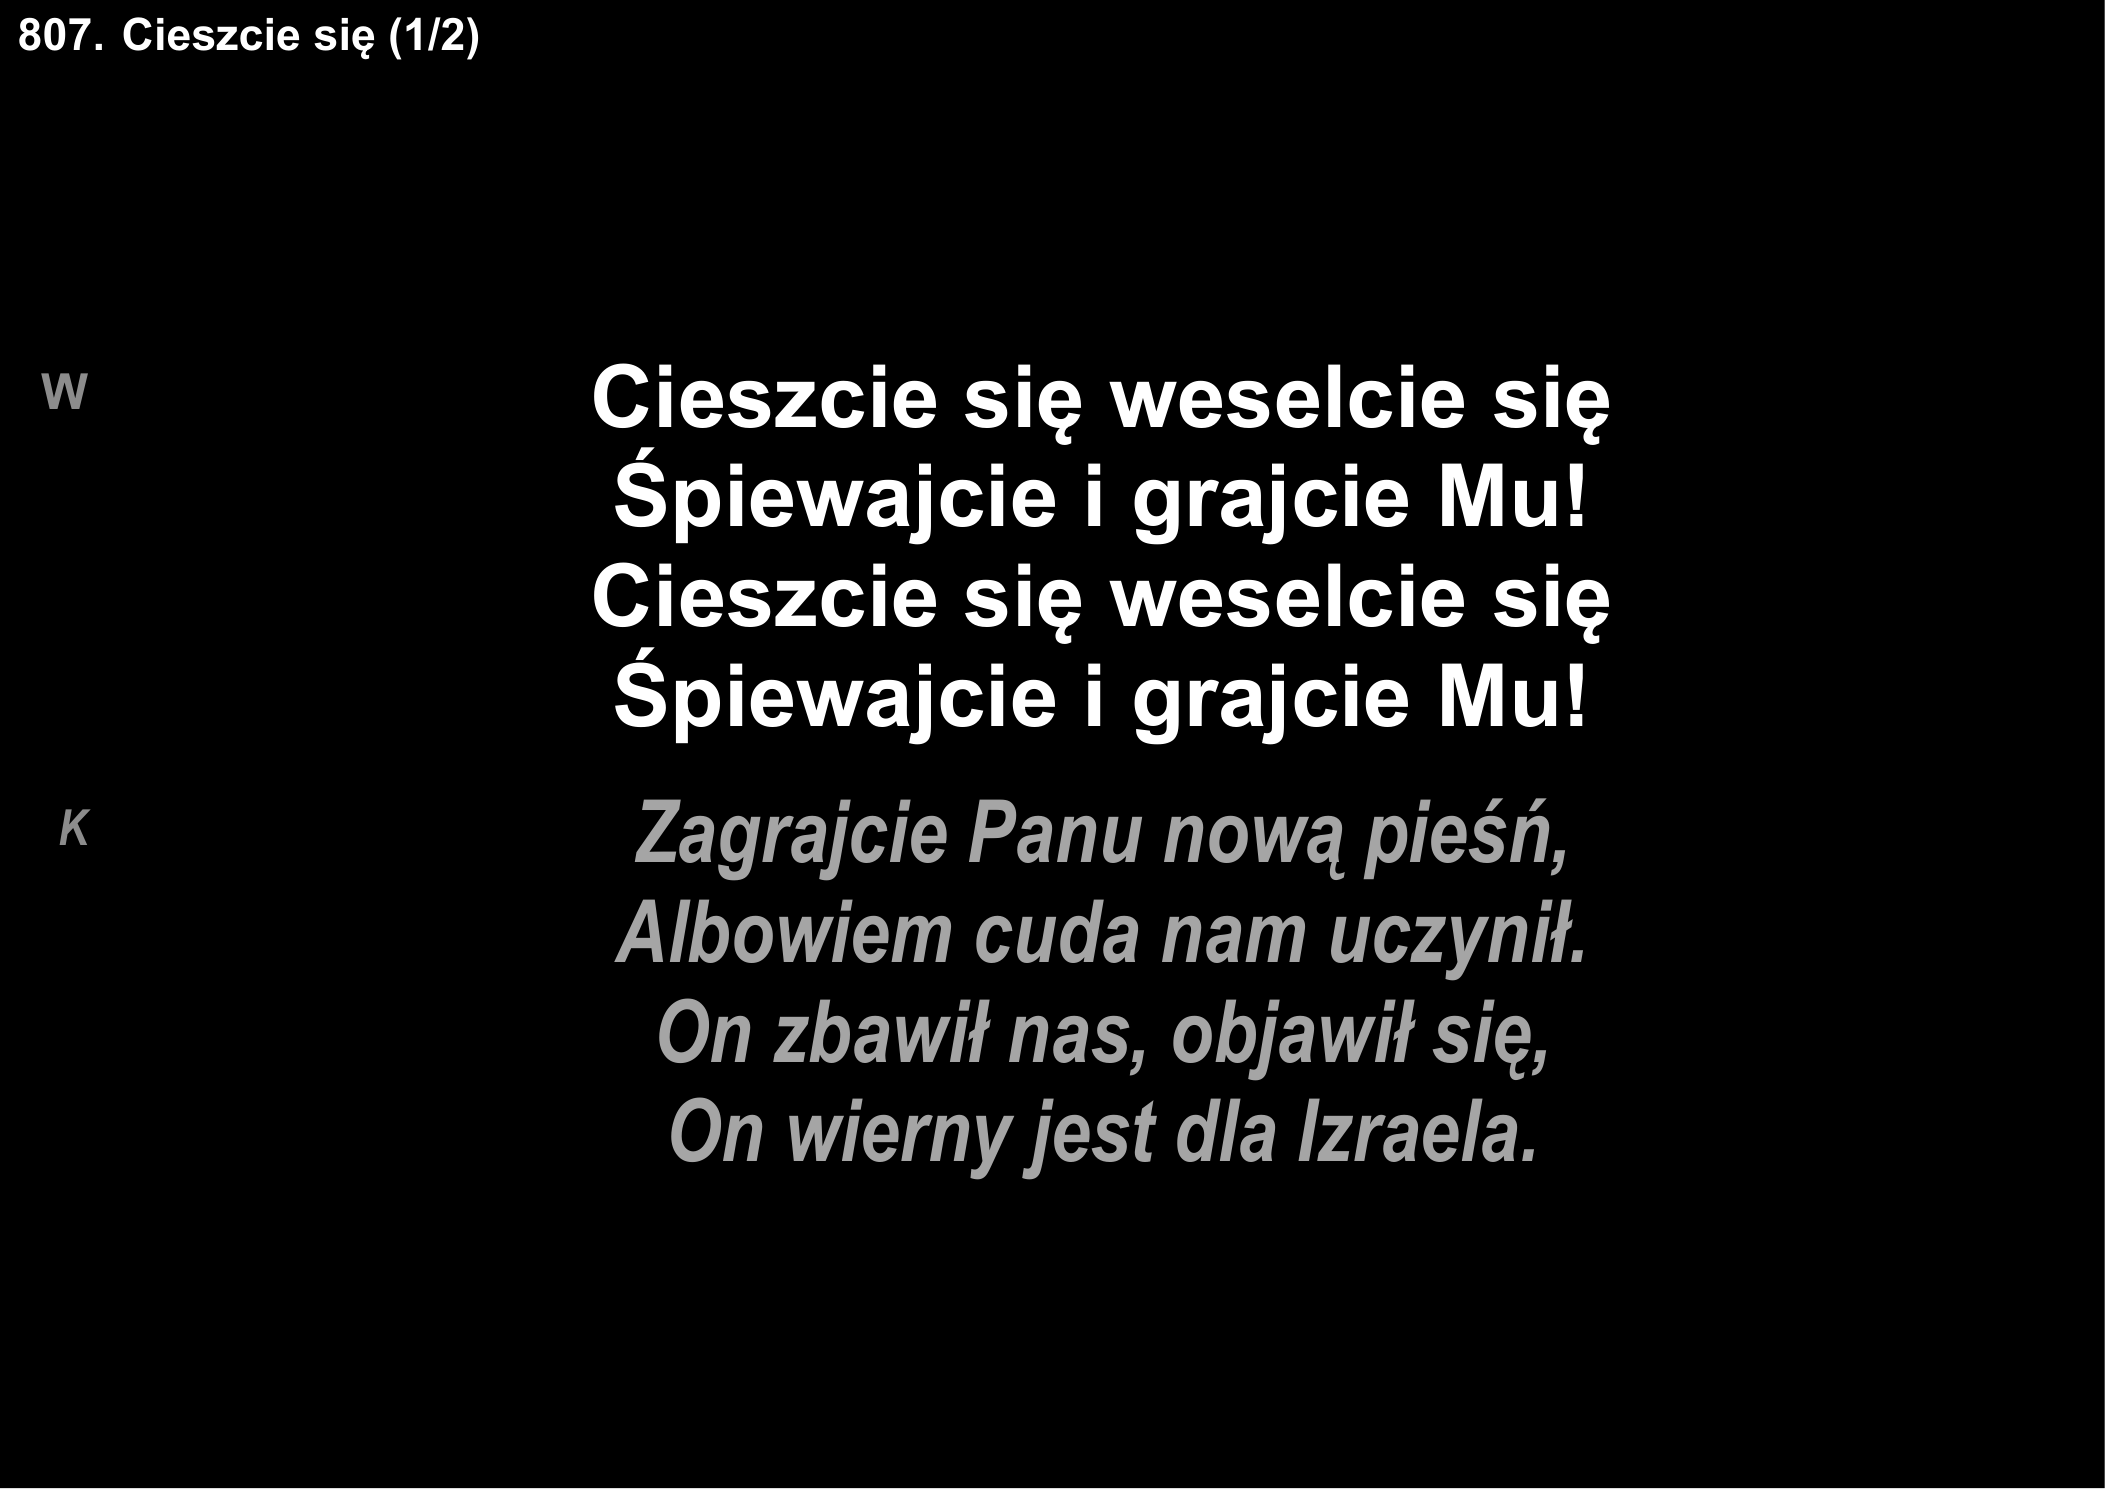 807. Cieszcie się (1/2)
W
Cieszcie się weselcie się
Śpiewajcie i grajcie Mu!
Cieszcie się weselcie się
Śpiewajcie i grajcie Mu!
K
Zagrajcie Panu nową pieśń,
Albowiem cuda nam uczynił.
On zbawił nas, objawił się,
On wierny jest dla Izraela.